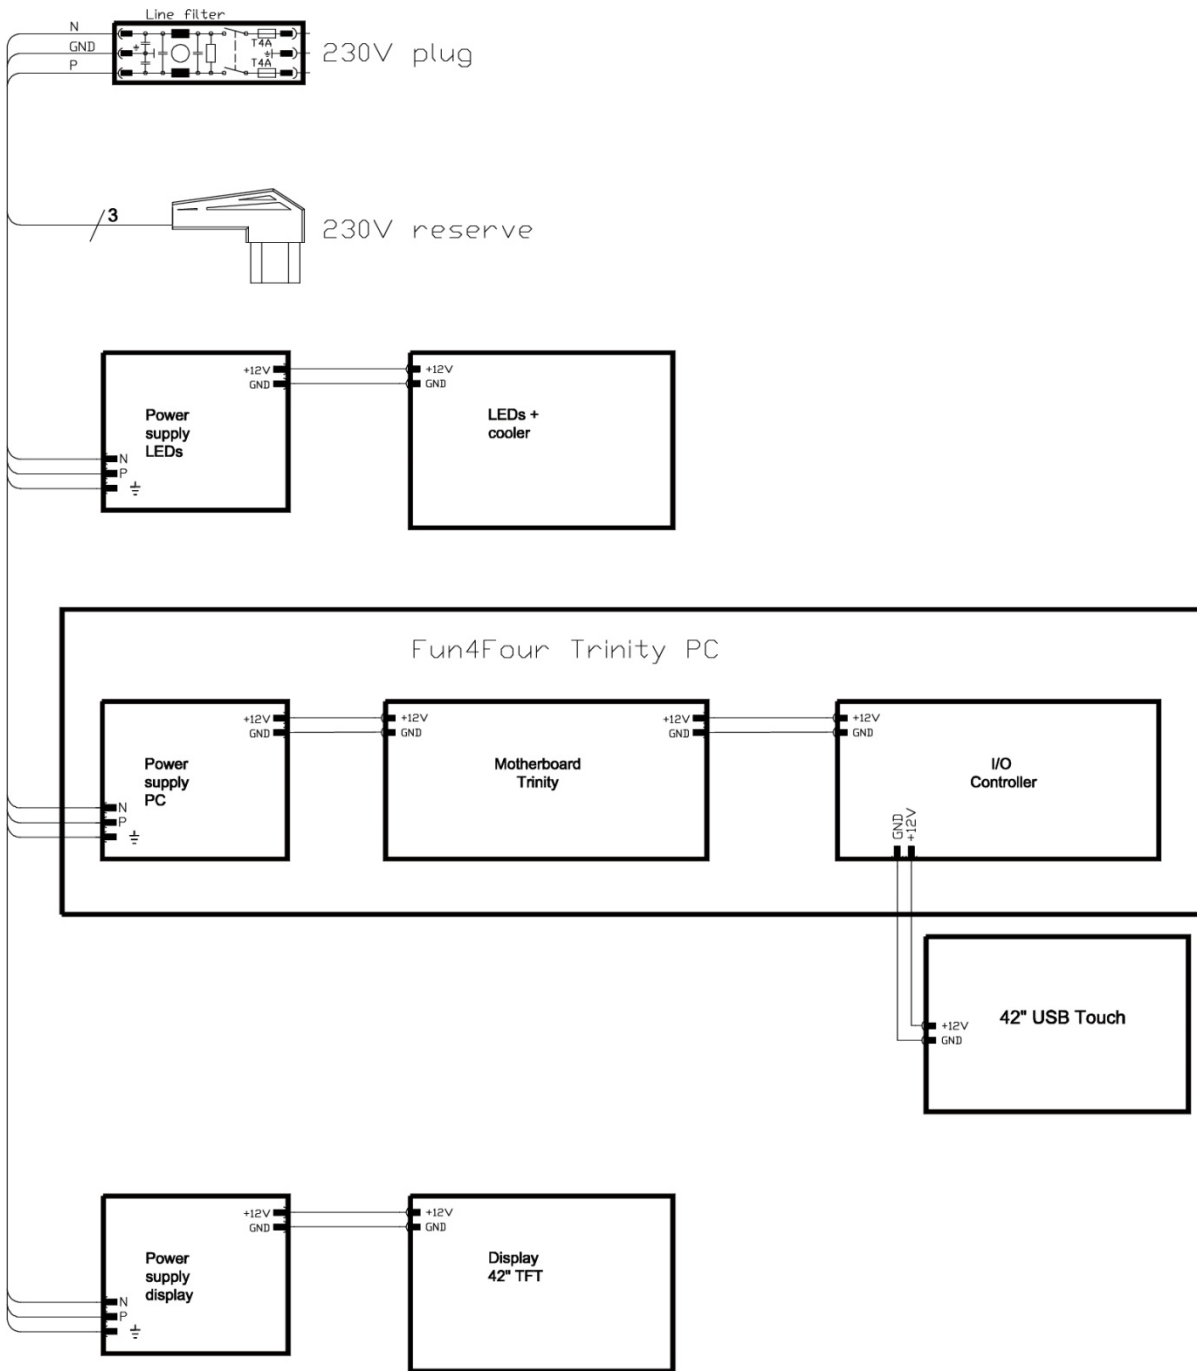 Line filter
N
GND
P
T4A
T4A
230V plug
3
230V reserve
+12V
GND
Power
supply
LEDs
N
P
+12V
GND
LEDs +
cooler
Fun4Four Trinity PC
+12V
GND
Power
supply
PC
N
P
+12V
GND
Motherboard
Trinity
+12V
GND
+12V
GND
I/O
Controller
GND
+12V
42" USB Touch
+12V
GND
+12V
GND
Power
supply
display
N
P
+12V
GND
Display
42" TFT